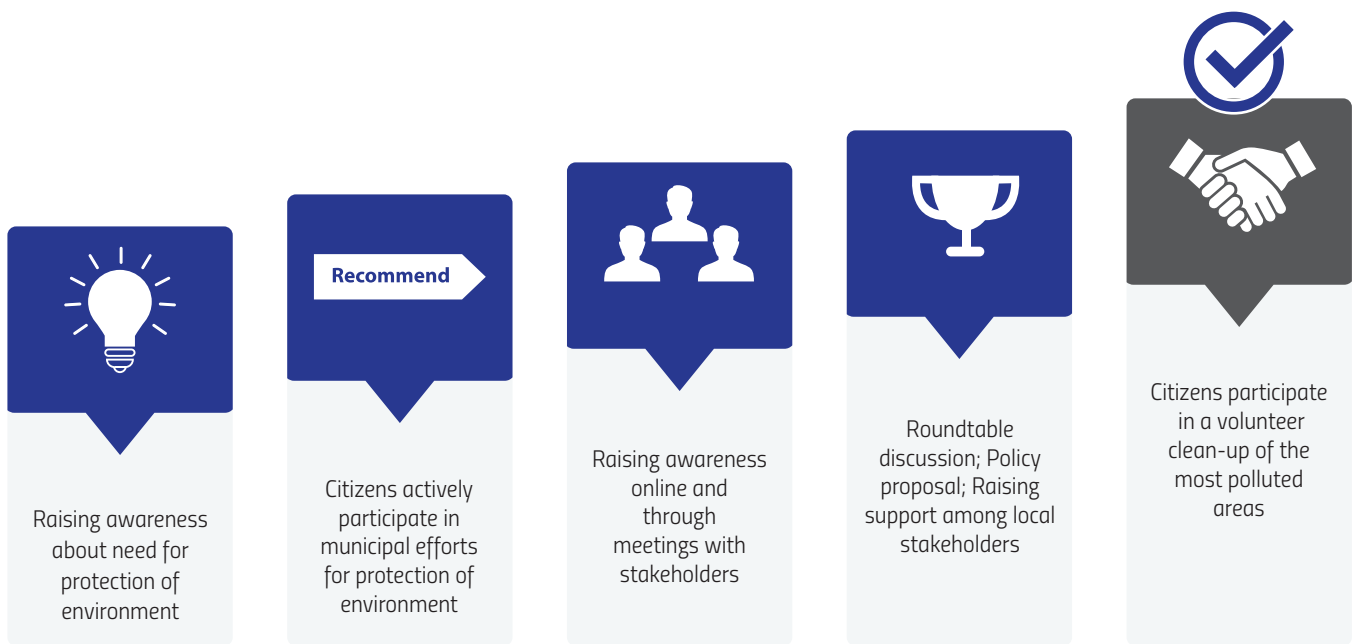 Raising awareness
about need for
protection of
environment
Recommend
Citizens actively
participate in
municipal efforts
for protection of
environment
Raising awareness
online and
through
meetings with
stakeholders
Roundtable
discussion; Policy
proposal; Raising
support among local
stakeholders
Citizens participate
in a volunteer
clean-up of the
most polluted
areas